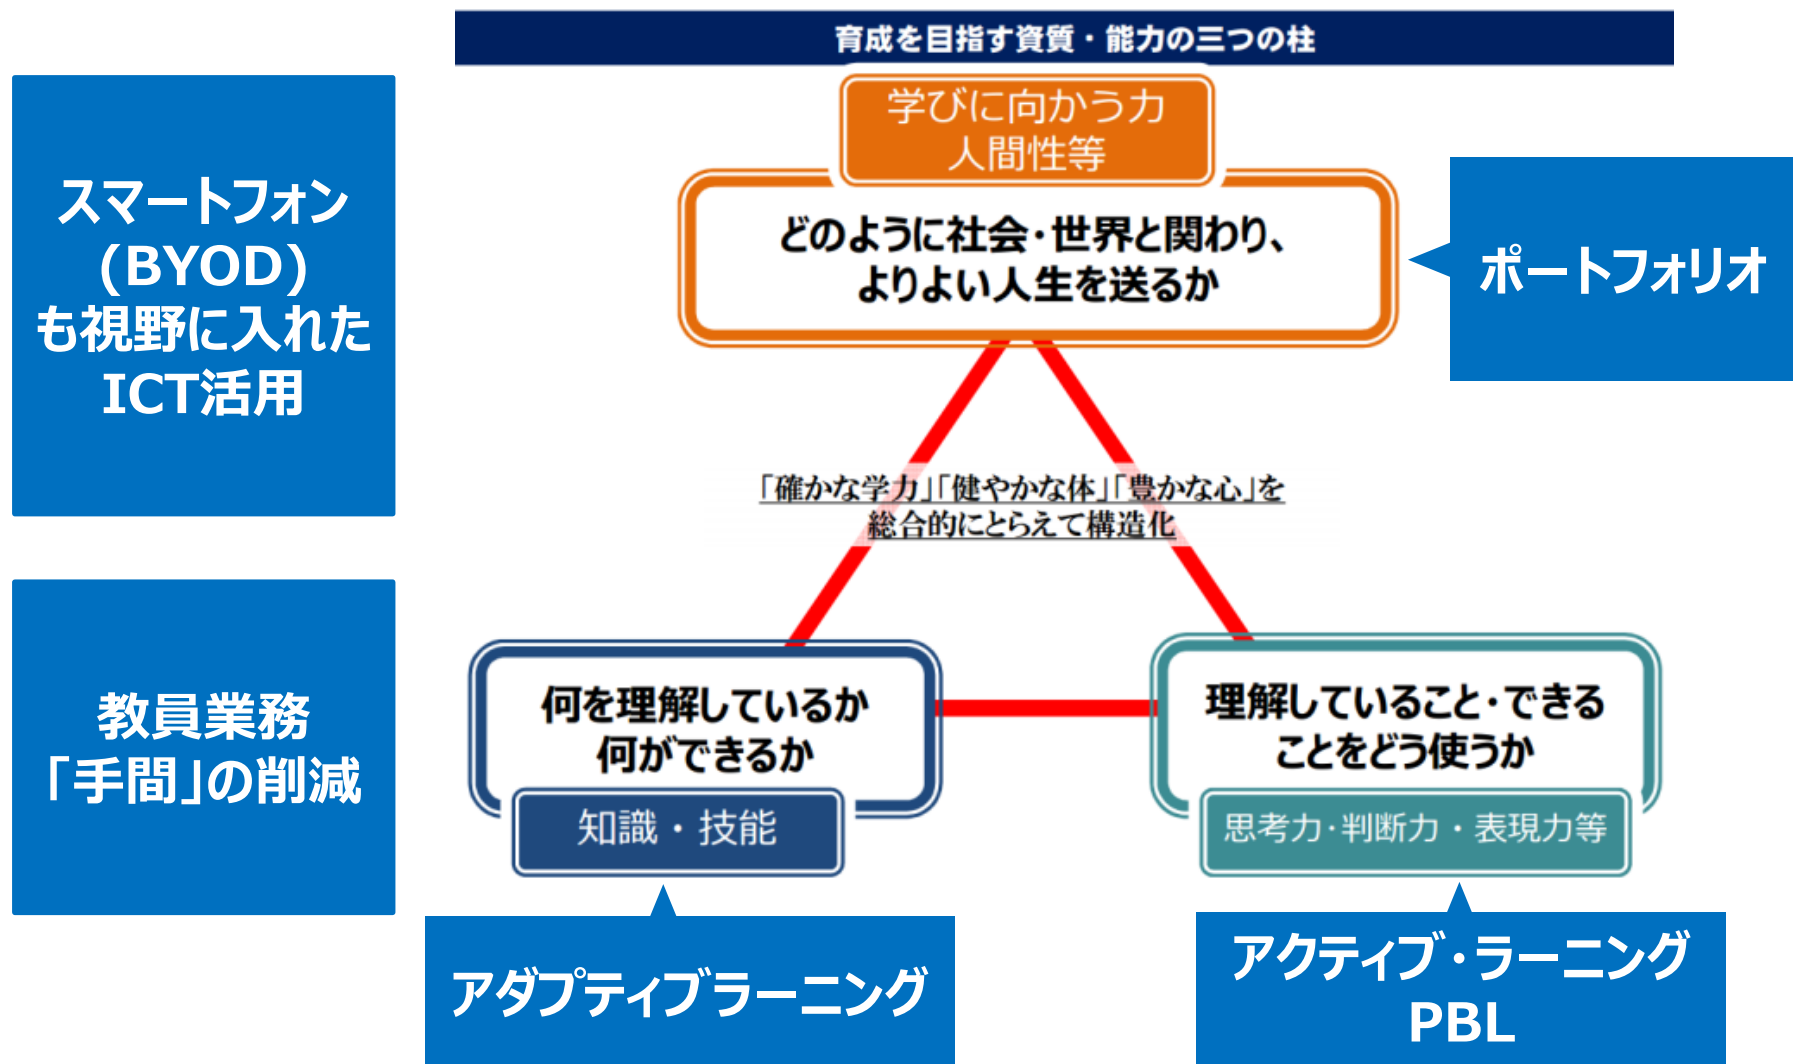 育成を目指す資質・能力の三つの柱
学びに向かう力
人間性等
どのように社会・世界と関わり、
よりよい人生を送るか
ポートフォリオ
スマートフォン
(BYOD)
も視野に入れた
ICT活用
「確かな学力」「健やかな体」「豊かな心」を
総合的にとらえて構造化
教員業務
「手間」の削減
何を理解しているか
何ができるか
知識・技能
理解していること・できる
ことをどう使うか
思考力・判断力・表現力等
アダプティブラーニング
アクティブ・ラーニング
PBL